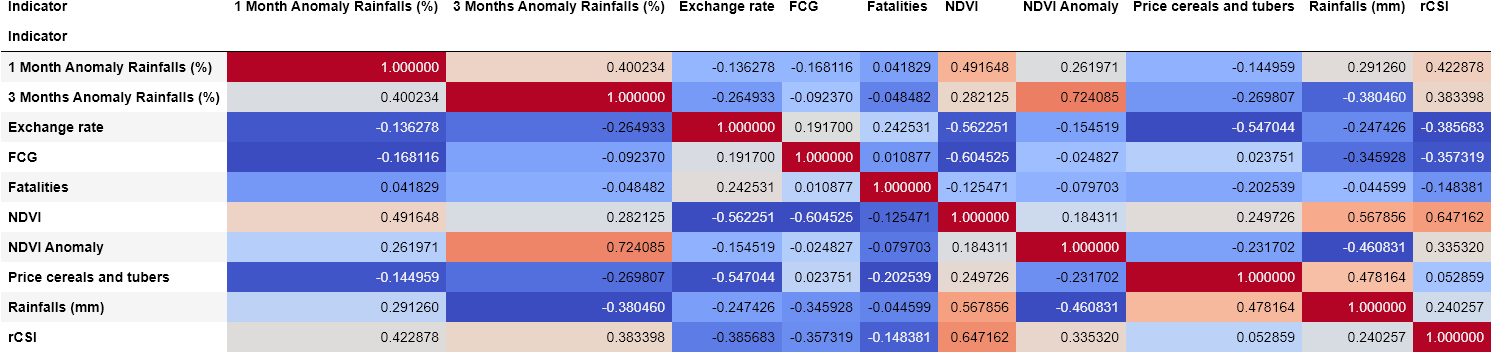 Indicator 1 Month Anomaly Rainfalls (%) 3 Months Anomaly Rainfalls (%) Exchange rate FCG Fatalities NDVI NDVI Anomaly Price cereals and tubers Rainfalls (mm) rCSI
Indicator
1 Month Anomaly Rainfalls (%) 1.000000 0.400234 -0.136278 -0.168116 0.041829 0.491648 0.261971 -0.144959 0.291260 0.422878
3 Months Anomaly Rainfalls (%) 0.400234 1.000000 -0.264933 -0.092370 -0.048482 0.282125 0.724085 -0.269807 -0.380460 0.383398
Exchange rate -0.136278 -0.264933 1.000000 0.191700 0.242531 -0.562251 -0.154519 -0.547044 -0.247426 -0.385683
FCG -0.168116 -0.092370 0.191700 1.000000 0.010877 -0.604525 -0.024827 0.023751 -0.345928 -0.357319
Fatalities 0.041829 -0.048482 0.242531 0.010877 1.000000 -0.125471 -0.079703 -0.202539 -0.044599 -0.148381
NDVI 0.491648 0.282125 -0.562251 -0.604525 -0.125471 1.000000 0.184311 0.249726 0.567856 0.647162
NDVI Anomaly 0.261971 0.724085 -0.154519 -0.024827 -0.079703 0.184311 1.000000 -0.231702 -0.460831 0.335320
Price cereals and tubers -0.144959 -0.269807 -0.547044 0.023751 -0.202539 0.249726 -0.231702 1.000000 0.478164 0.052859
Rainfalls (mm) 0.291260 -0.380460 -0.247426 -0.345928 -0.044599 0.567856 -0.460831 0.478164 1.000000 0.240257
rCSI 0.422878 0.383398 -0.385683 -0.357319 -0.148381 0.647162 0.335320 0.052859 0.240257 1.000000